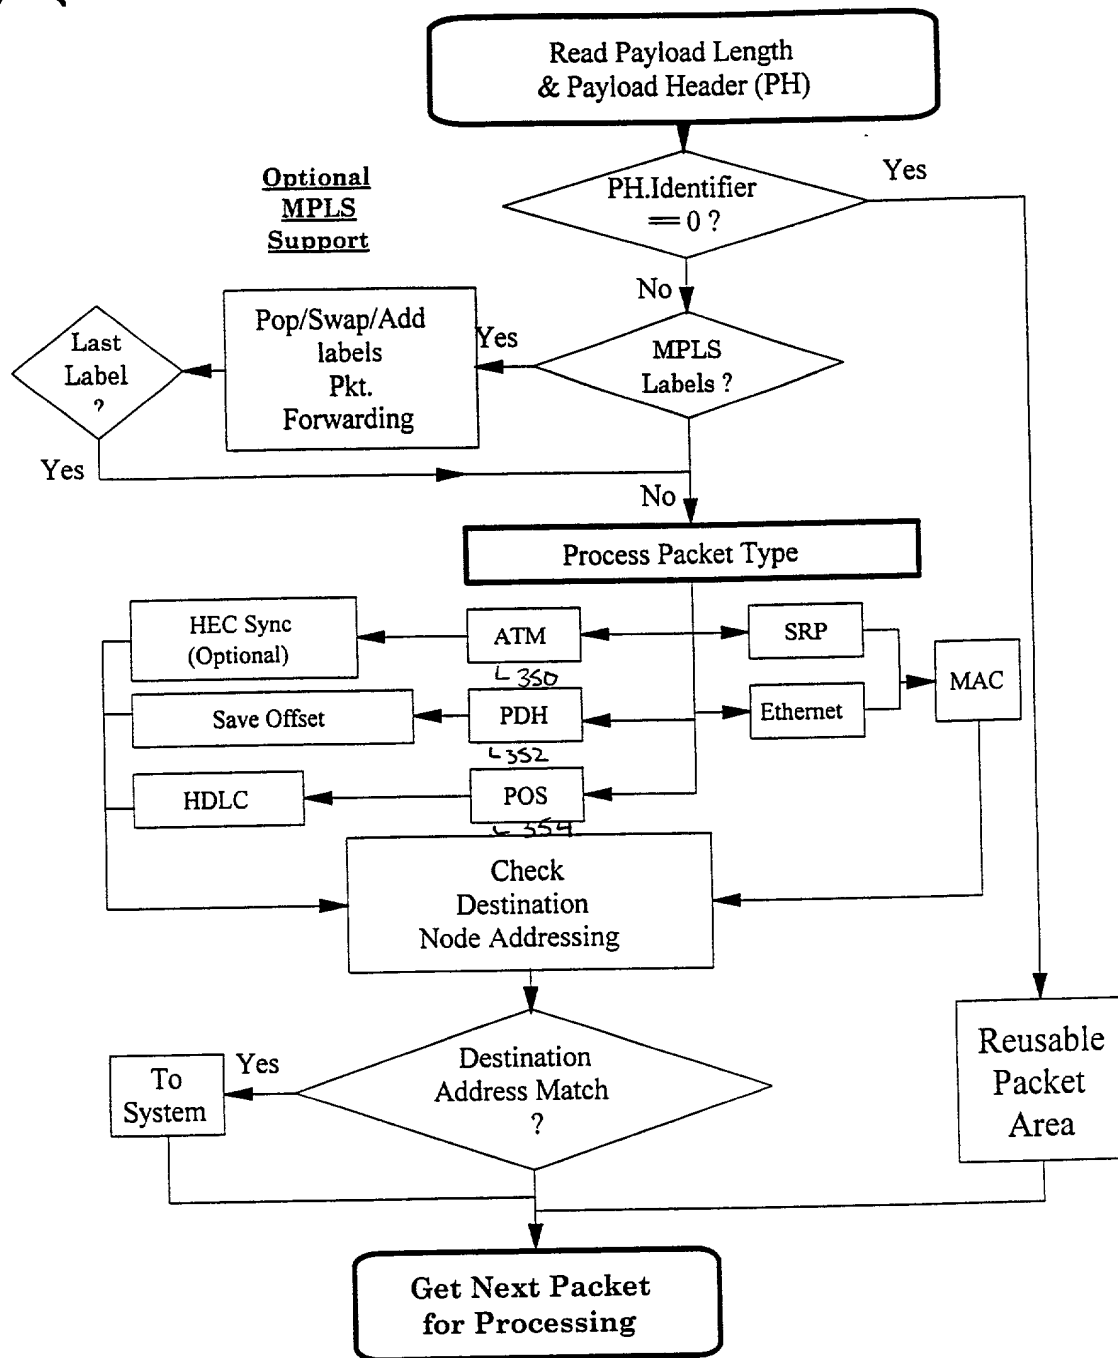 Read Payload Length
& Payload Header (PH)
Optional
MPLS
Support
PH.Identifier
== 0 ?
Yes
No
Last
Label
?
Pop/Swap/Add
labels
Pkt.
Forwarding
Yes
MPLS
Labels ?
Yes
No
Process Packet Type
HEC Sync
(Optional)
ATM
SRP
350
MAC
Save Offset
PDH
Ethernet
352
HDLC
POS
354
Check
Destination
Node Addressing
To
System
Yes
Destination
Address Match
?
Reusable
Packet
Area
Get Next Packet
for Processing